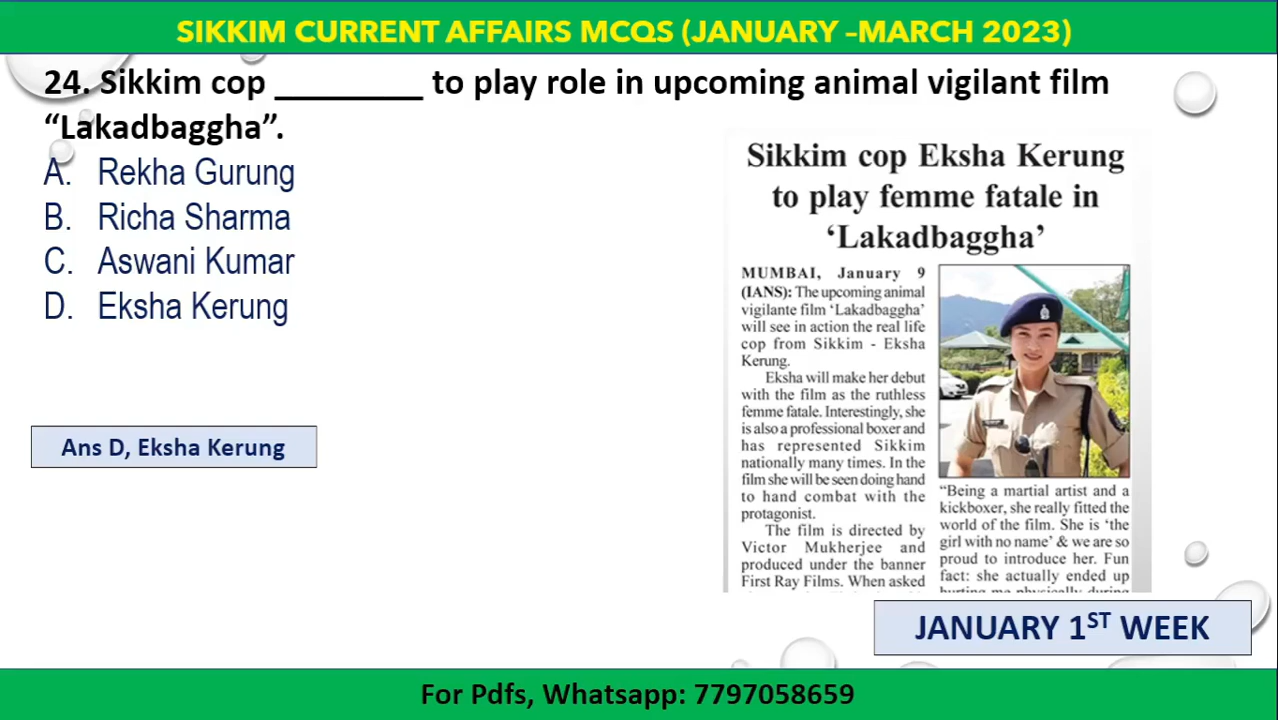 SIKKIM CURRENT AFFAIRS MCQS (JANUARY –MARCH 2023)
24. Sikkim cop ________ to play role in upcoming animal vigilant film
“Lakadbaggha”.
A. Rekha Gurung
B. Richa Sharma
C. Aswani Kumar
D. Eksha Kerung
Ans D, Eksha Kerung
Sikkim cop Eksha Kerung
to play femme fatale in
‘Lakadbaggha’
MUMBAI, January 9
(IANS): The upcoming animal
vigilante film ‘Lakadbaggha’
will see in action the real life
cop from Sikkim - Eksha
Kerung.
Eksha will make her debut
with the film as the ruthless
femme fatale. Interestingly, she
is also a professional boxer and
has represented Sikkim
nationally many times. In the
film she will be seen doing hand
to hand combat with the
protagonist.
The film is directed by
Victor Mukherjee and
produced under the banner
First Ray Films. When asked
“Being a martial artist and a
kickboxer, she really fitted the
world of the film. She is ‘the
girl with no name’ & we are so
proud to introduce her. Fun
fact: she actually ended up
JANUARY 1ST WEEK
For Pdfs, Whatsapp: 7797058659